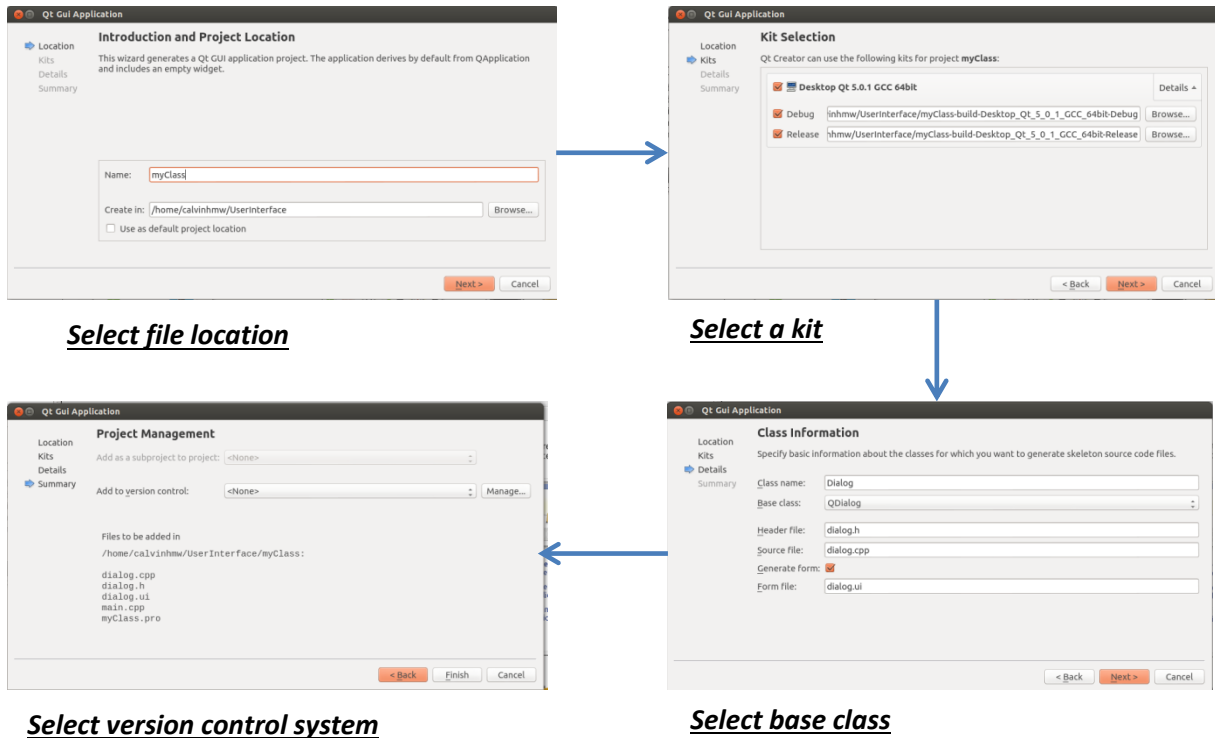 Qt Gui Application
Location
Kits
Details
Summary
Introduction and Project Location
This wizard generates a Qt GUI application project. The application derives by default from QApplication
and includes an empty widget.
Name: myClass
Create in: /home/calvinhmw/UserInterface Browse...
Use as default project location
Next > Cancel
Select file location
Qt Gui Application
Location
Kits
Details
Summary
Kit Selection
Qt Creator can use the following kits for project myClass:
Desktop Qt 5.0.1 GCC 64bit Details
Debug inhmw/UserInterface/myClass-build-Desktop_Qt_5_0_1_GCC_64bit-Debug Browse...
Release nhmw/UserInterface/myClass-build-Desktop_Qt_5_0_1_GCC_64bit-Release Browse...
< Back Next > Cancel
Select a kit
Qt Gui Application
Location
Kits
Details
Summary
Class Information
Specify basic information about the classes for which you want to generate skeleton source code files.
Class name: Dialog
Base class: QDialog
Header file: dialog.h
Source file: dialog.cpp
Generate form:
Form file: dialog.ui
< Back Next > Cancel
Select base class
Qt Gui Application
Location
Kits
Details
Summary
Project Management
Add as a subproject to project: <None>
Add to version control: <None> Manage...
Files to be added in
/home/calvinhmw/UserInterface/myClass:
dialog.cpp
dialog.h
dialog.ui
main.cpp
myClass.pro
< Back Finish Cancel
Select version control system